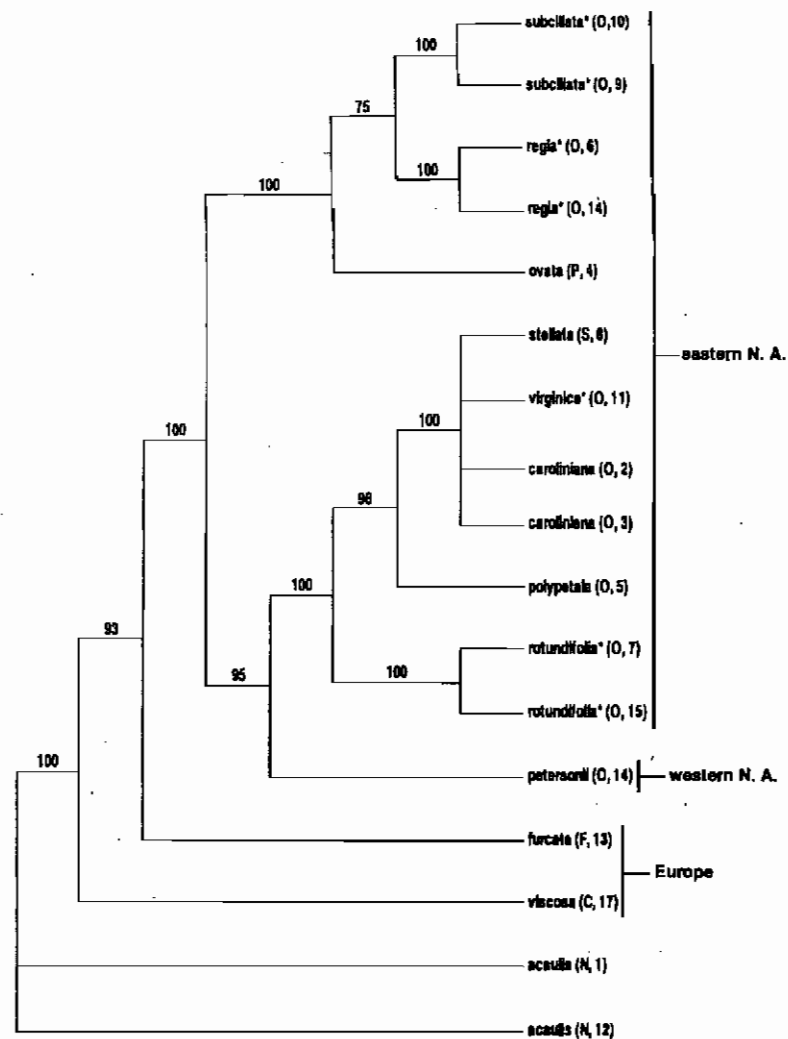 subciliata* (O,10)
100
subciliata* (O, 9)
75
regia* (O, 6)
100
100
regia* (O, 14)
ovata (P, 4)
stellata (S, 6)
eastern N. A.
virginica* (O, 11)
100
100
caroliniana (O, 2)
98
caroliniana (O, 3)
100
polypetala (O, 5)
93
rotundifolia* (O, 7)
95
100
rotundifolia* (O, 15)
100
petersonii (O, 14)
western N. A.
furcata (F, 13)
Europe
viscosa (C, 17)
acaulis (N, 1)
acaulis (N, 12)